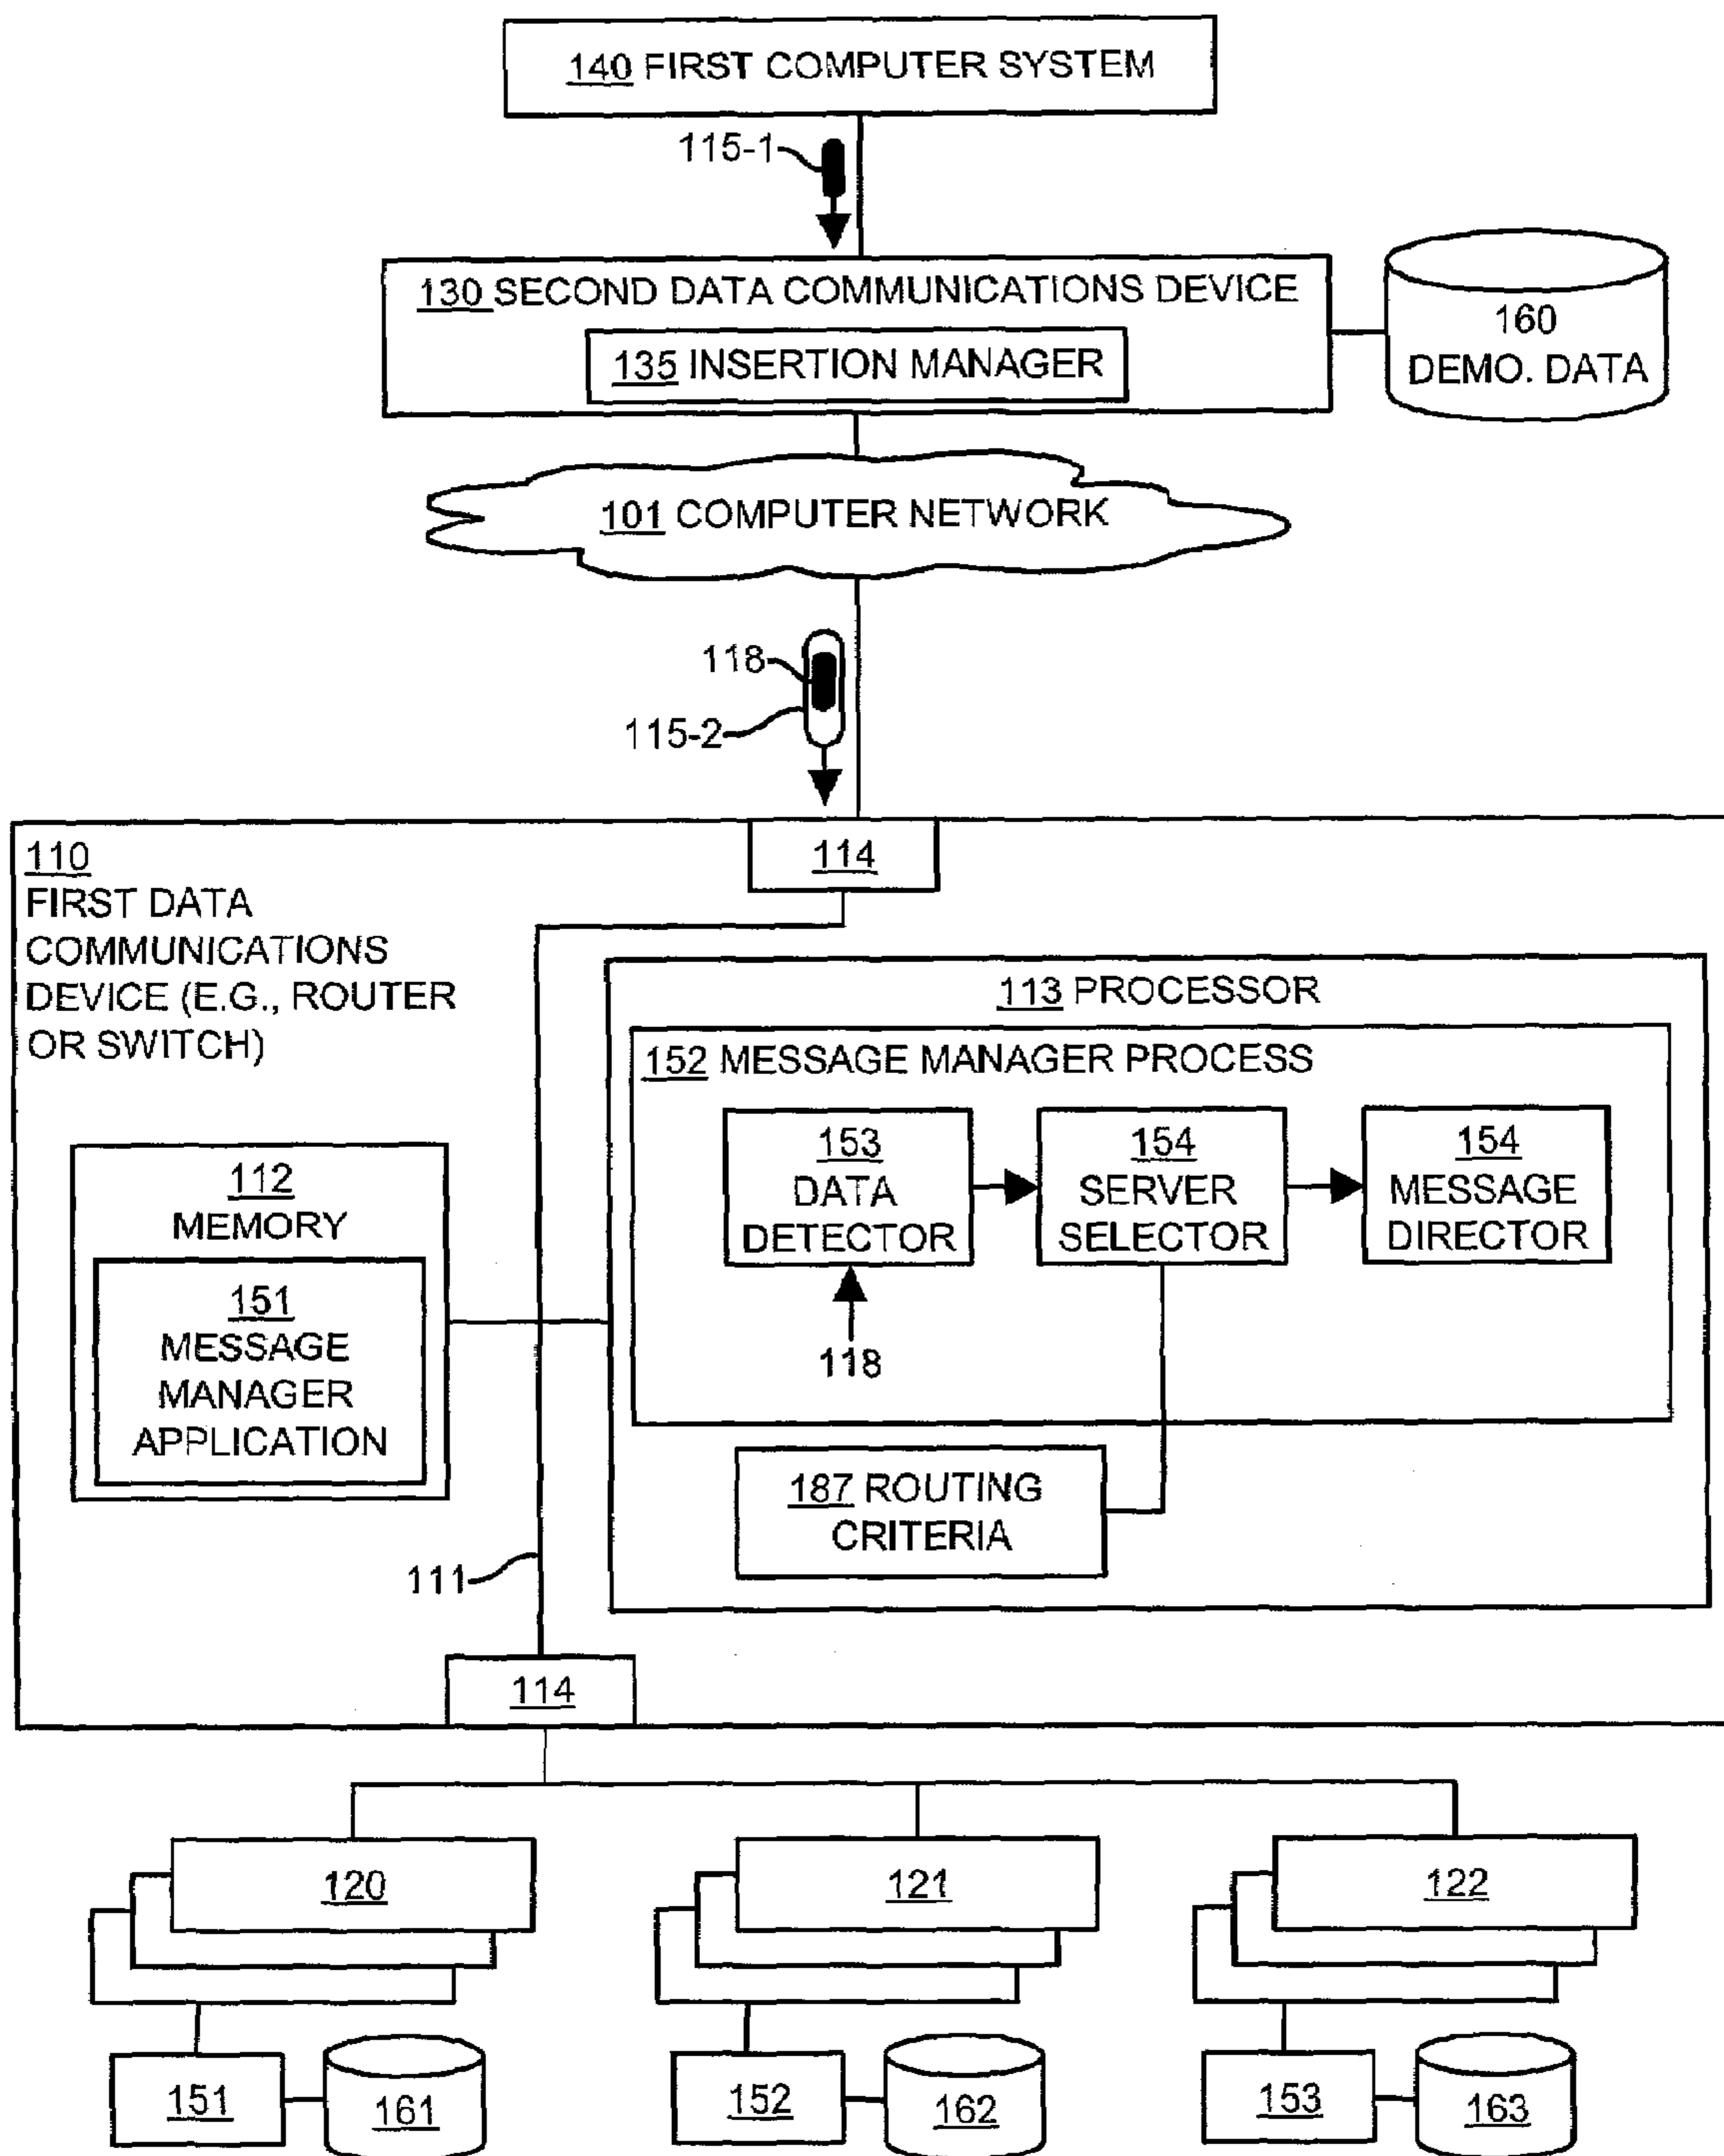 140 FIRST COMPUTER SYSTEM
115-1
130 SECOND DATA COMMUNICATIONS DEVICE
135 INSERTION MANAGER
160
DEMO. DATA
101 COMPUTER NETWORK
118
115-2
114
110
FIRST DATA
COMMUNICATIONS
DEVICE (E.G., ROUTER
OR SWITCH)
113 PROCESSOR
152 MESSAGE MANAGER PROCESS
153
DATA
DETECTOR
154
SERVER
SELECTOR
154
MESSAGE
DIRECTOR
118
112
MEMORY
151
MESSAGE
MANAGER
APPLICATION
187 ROUTING
CRITERIA
111
114
120
121
122
151
161
152
162
153
163